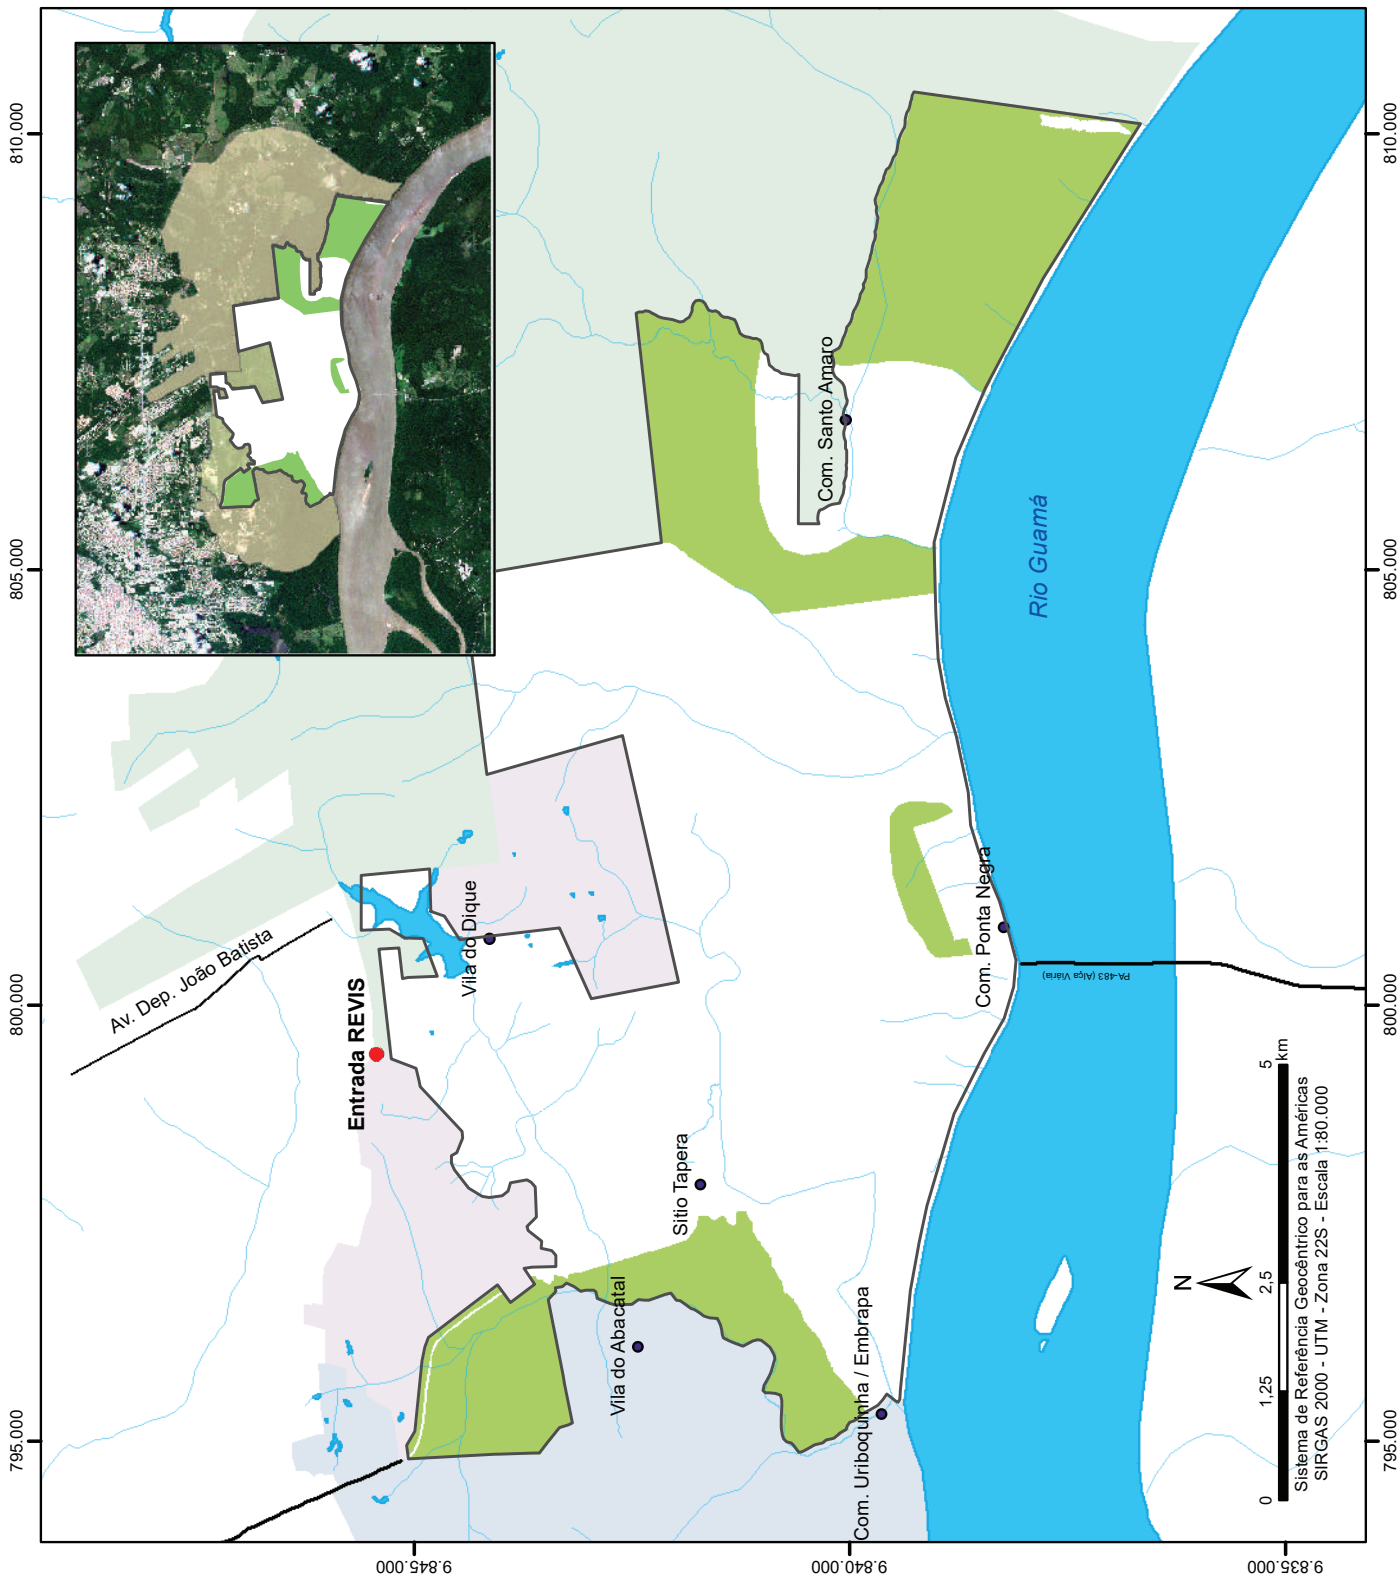 795.000
800.000
805.000
810.000
Av. Dep. João Batista
Entrada REVIS
Vila do Dique
Vila do Abacatal
Sitio Tapera
Com. Santo Amaro
Com. Uriboquinha / Embrapa
Com. Ponta Negra
Rio Guamá
PA-483 (Alça Viária)
N
0
1,25
2,5
5
km
Sistema de Referência Geocêntrico para as Américas
SIRGAS 2000 - UTM - Zona 22S - Escala 1:80.000
9.845.000
9.840.000
9.835.000
795.000
800.000
805.000
810.000